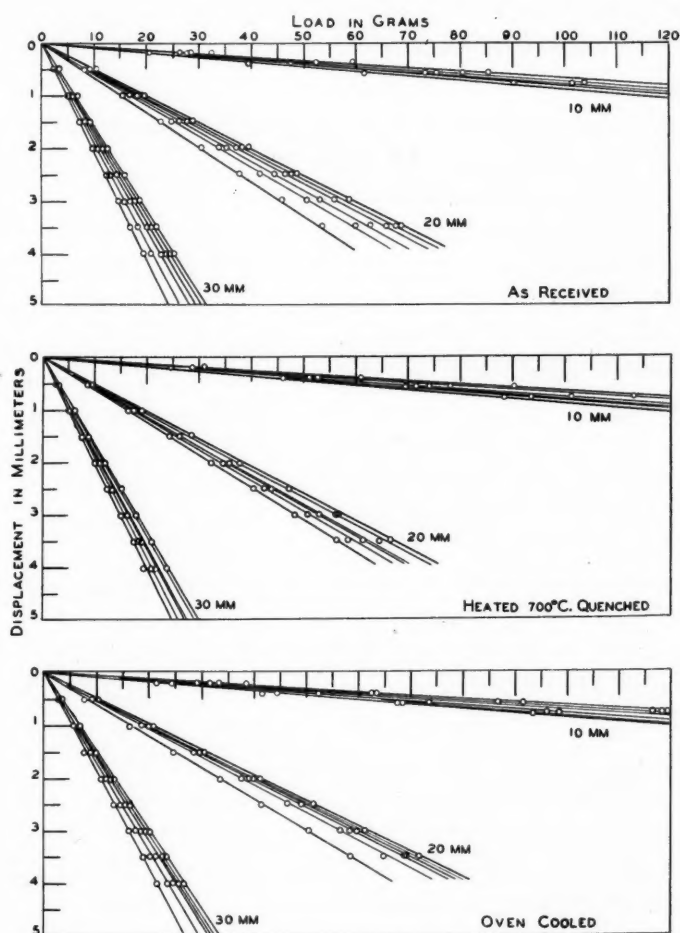 LOAD IN GRAMS
0 10 20 30 40 50 60 70 80 90 100 110 120
0
1
2
3
4
5
10 MM
20 MM
30 MM
AS RECEIVED
DISPLACEMENT IN MILLIMETERS
0
1
2
3
4
5
10 MM
20 MM
30 MM
HEATED 700°C. QUENCHED
0
1
2
3
4
5
10 MM
20 MM
30 MM
OVEN COOLED